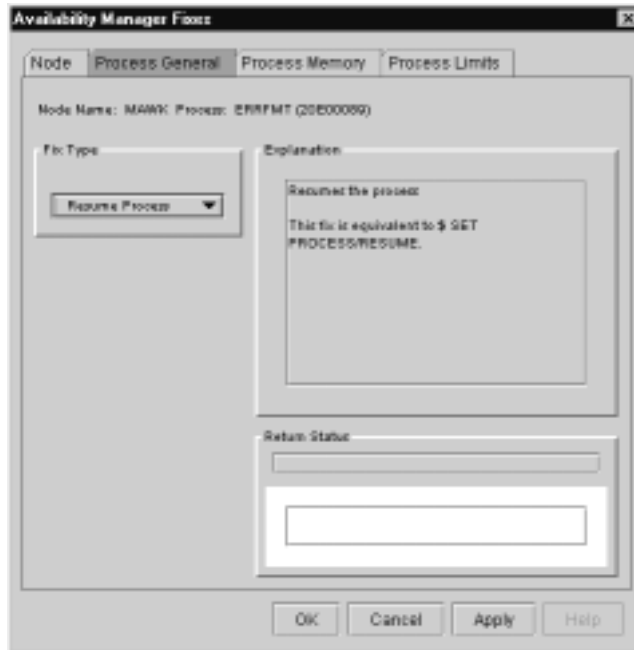 Availability Manager Fixes
Node
Process General
Process Memory
Process Limits
Node Name: MAWK Process: ERRFMT (20E00089)
Fix Type
Resume Process
Explanation
Resumes the process
This fix is equivalent to $ SET
PROCESS/RESUME.
Return Status
OK
Cancel
Apply
Help